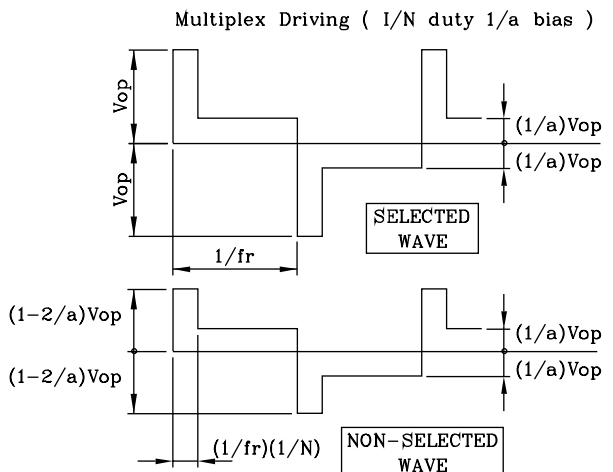 Multiplex Driving ( I/N duty 1/a bias )
Vop
Vop
(1/a)Vop
(1/a)Vop
SELECTED
WAVE
1/fr
(1-2/a)Vop
(1-2/a)Vop
(1/a)Vop
(1/a)Vop
(1/fr)(1/N)
NON-SELECTED
WAVE